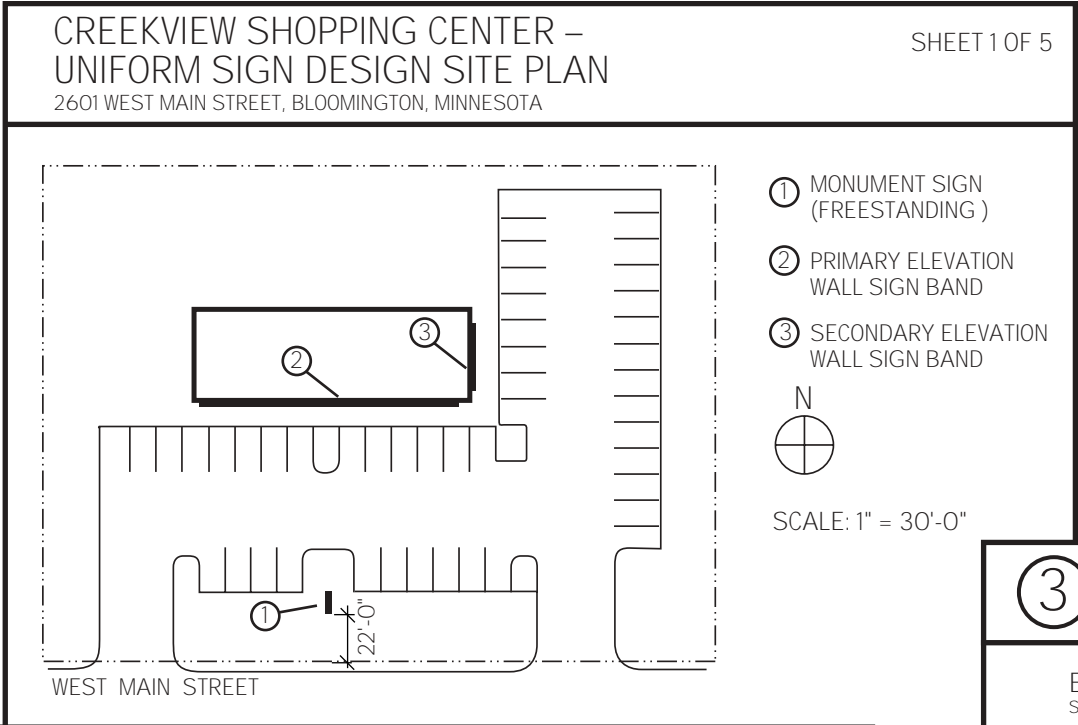 CREEKVIEW SHOPPING CENTER –
UNIFORM SIGN DESIGN SITE PLAN
2601 WEST MAIN STREET, BLOOMINGTON, MINNESOTA
SHEET 1 OF 5
1 MONUMENT SIGN
(FREESTANDING )
2 PRIMARY ELEVATION
WALL SIGN BAND
3 SECONDARY ELEVATION
WALL SIGN BAND
N
SCALE: 1" = 30'-0"
3
2
1
22'-0"
WEST MAIN STREET
3